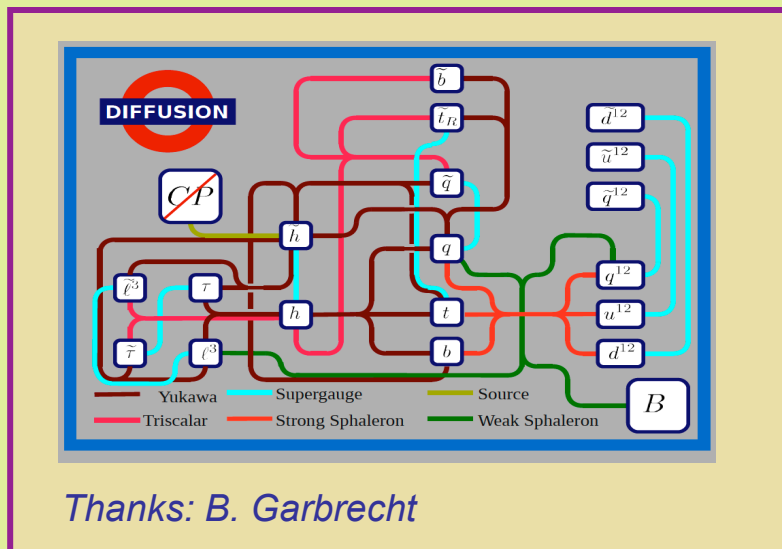 b̃
DIFFUSION
t̃_R
d̃¹²
ũ¹²
CP
q̃
q̃¹²
h̃
q
q¹²
ℓ̃³
τ
h
t
u¹²
τ̃
ℓ³
b
d¹²
B
Yukawa Supergauge Source
Triscalar Strong Sphaleron Weak Sphaleron
Thanks: B. Garbrecht